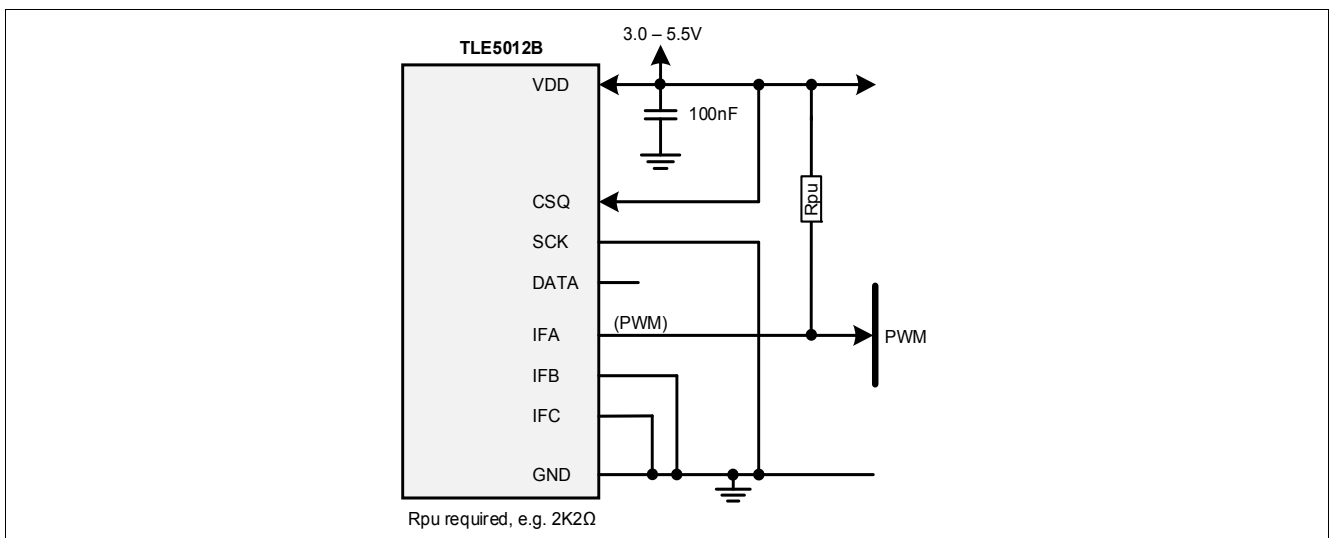 3.0 – 5.5V
TLE5012B
VDD
100nF
CSQ
Rpu
SCK
DATA
IFA
(PWM)
PWM
IFB
IFC
GND
Rpu required, e.g. 2K2Ω